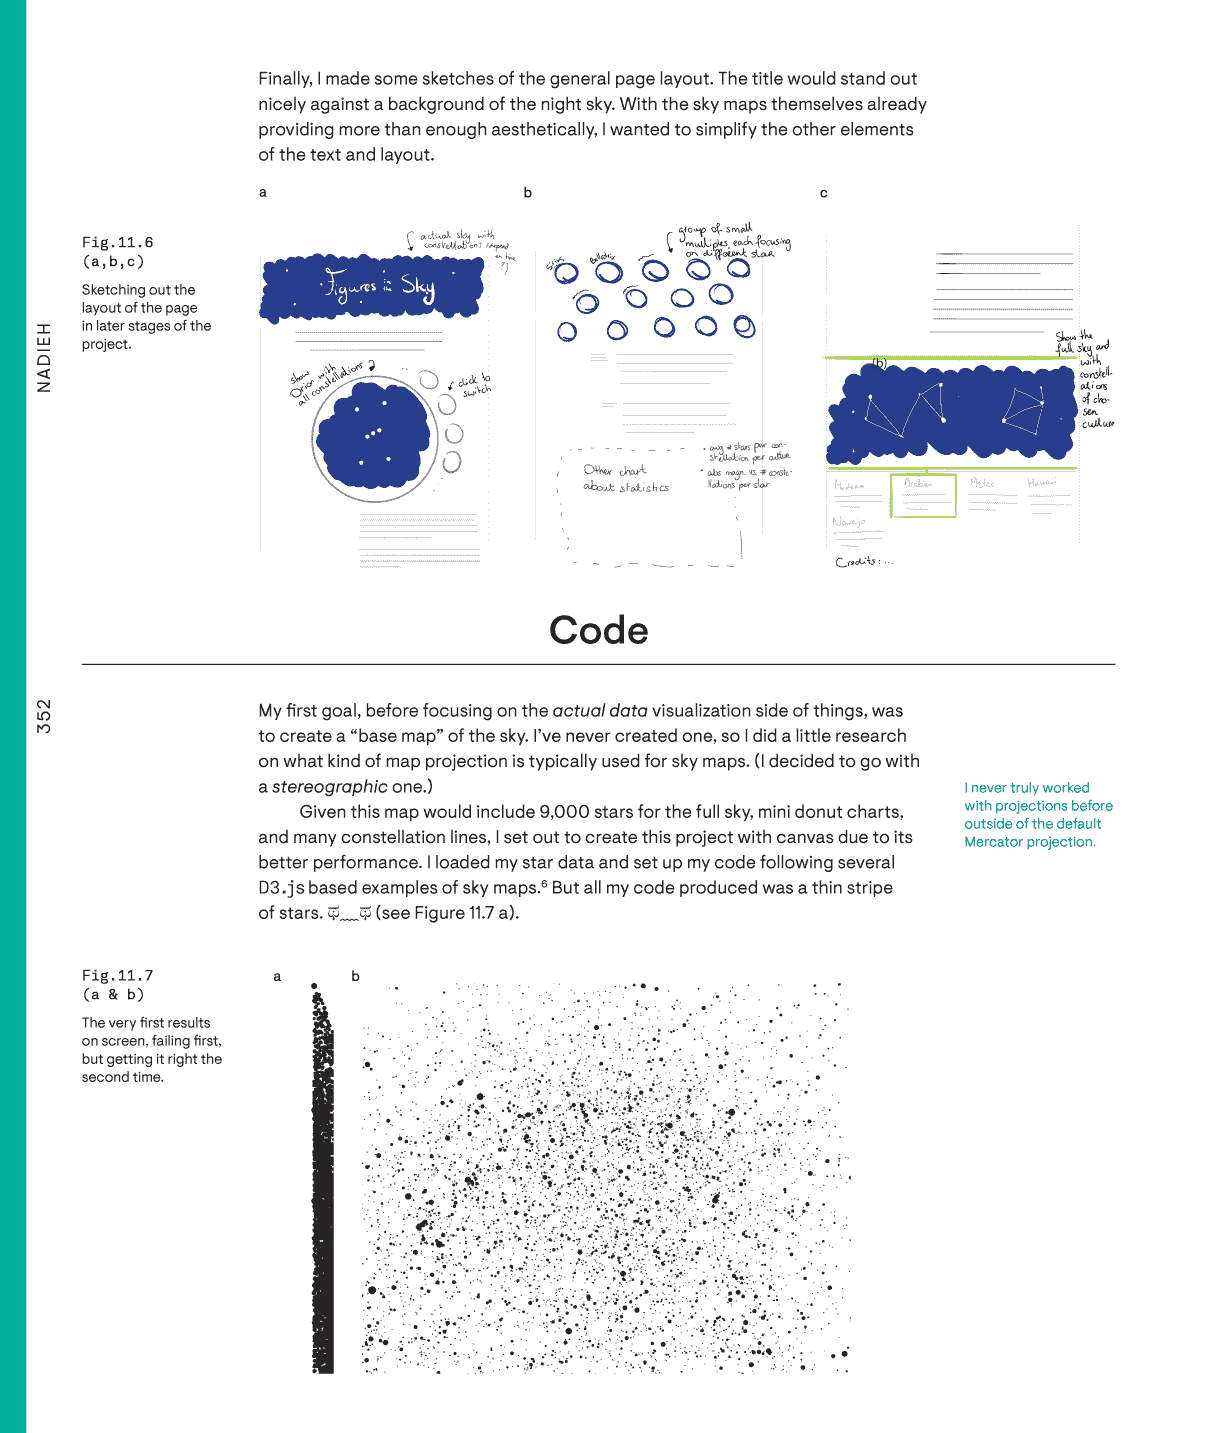 Finally, I made some sketches of the general page layout. The title would stand out
nicely against a background of the night sky. With the sky maps themselves already
providing more than enough aesthetically, I wanted to simplify the other elements
of the text and layout.
a
b
c
Fig.11.6
(a,b,c)
Sketching out the
layout of the page
in later stages of the
project.
actual sky with
constellations
Figures in the Sky
show
Orion with
all constellations
click to
switch
group of small
multiples, each focusing
on different star
Sirius
Bellatrix
Other chart
about statistics
• avg # stars per con-
stellation per culture
• abs magn. vs. # conste-
llations per star
Show the
full sky and
with
constell-
ations
of cho-
sen
culture
(b)
Modern
Arabian
Aztec
Hawaii
Navajo
Credits: ...
NADIEH
352
Code
My first goal, before focusing on the actual data visualization side of things, was
to create a “base map” of the sky. I’ve never created one, so I did a little research
on what kind of map projection is typically used for sky maps. (I decided to go with
a stereographic one.)
Given this map would include 9,000 stars for the full sky, mini donut charts,
and many constellation lines, I set out to create this project with canvas due to its
better performance. I loaded my star data and set up my code following several
D3.js based examples of sky maps.⁶ But all my code produced was a thin stripe
of stars. ಥ﹏ಥ (see Figure 11.7 a).
I never truly worked
with projections before
outside of the default
Mercator projection.
Fig.11.7
(a & b)
The very first results
on screen, failing first,
but getting it right the
second time.
a
b